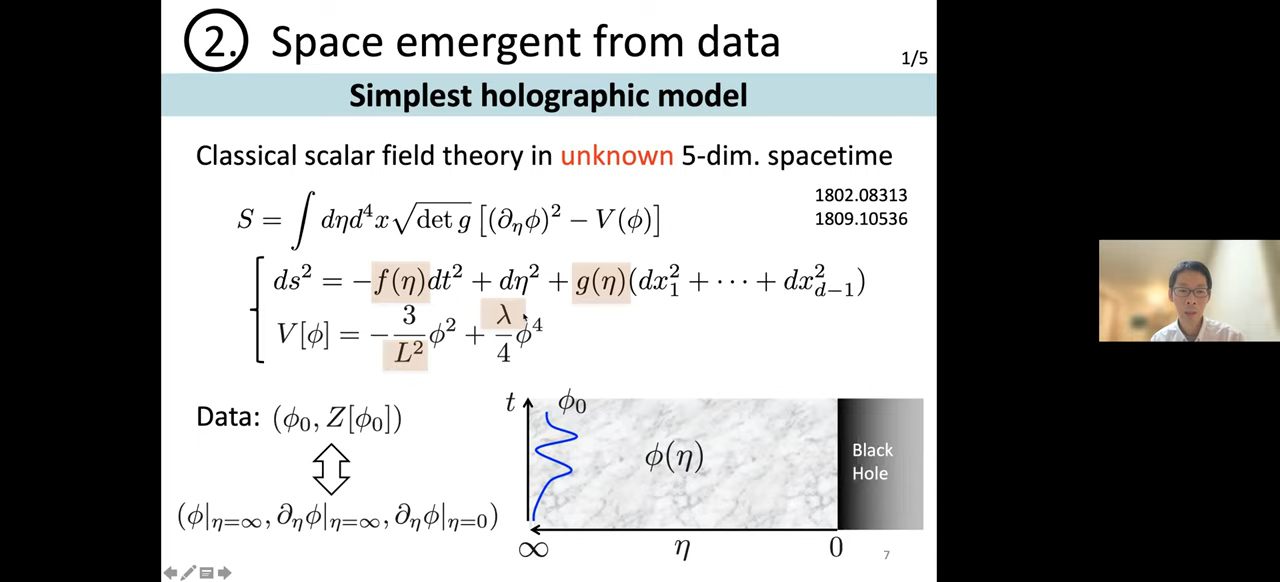 2. Space emergent from data
1/5
Simplest holographic model
Classical scalar field theory in unknown 5-dim. spacetime
1802.08313
1809.10536
S = ∫ dηd⁴x√det g [(∂_ηϕ)² − V(ϕ)]
ds² = −f(η)dt² + dη² + g(η)(dx₁² + ⋯ + dx²_{d−1})
V[ϕ] = −3/L² ϕ² + λ/4 ϕ⁴
Data: (ϕ₀, Z[ϕ₀])
(ϕ|_{η=∞}, ∂_ηϕ|_{η=∞}, ∂_ηϕ|_{η=0})
t
ϕ₀
ϕ(η)
Black
Hole
∞
η
0
7